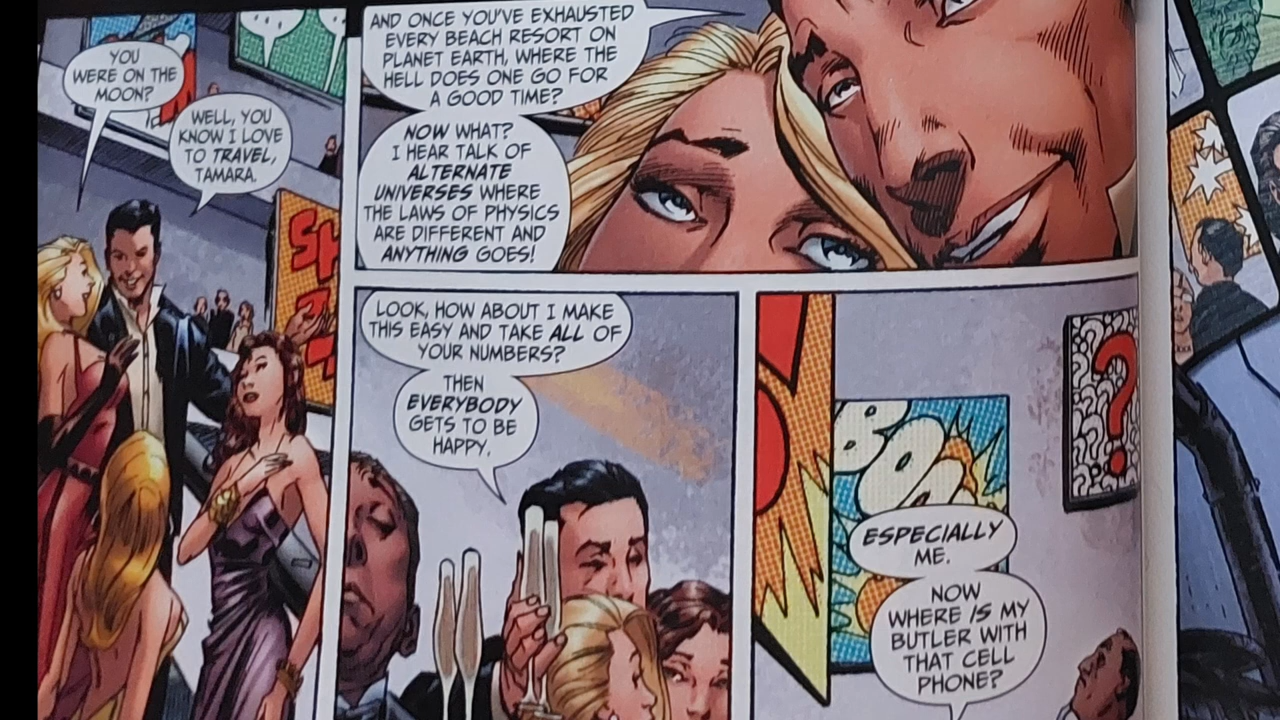 YOU
WERE ON THE
MOON?
WELL, YOU
KNOW I LOVE
TO TRAVEL,
TAMARA.
AND ONCE YOU'VE EXHAUSTED
EVERY BEACH RESORT ON
PLANET EARTH, WHERE THE
HELL DOES ONE GO FOR
A GOOD TIME?
NOW WHAT?
I HEAR TALK OF
ALTERNATE
UNIVERSES WHERE
THE LAWS OF PHYSICS
ARE DIFFERENT AND
ANYTHING GOES!
LOOK, HOW ABOUT I MAKE
THIS EASY AND TAKE ALL OF
YOUR NUMBERS?
THEN
EVERYBODY
GETS TO BE
HAPPY.
?
ESPECIALLY
ME.
NOW
WHERE IS MY
BUTLER WITH
THAT CELL
PHONE?